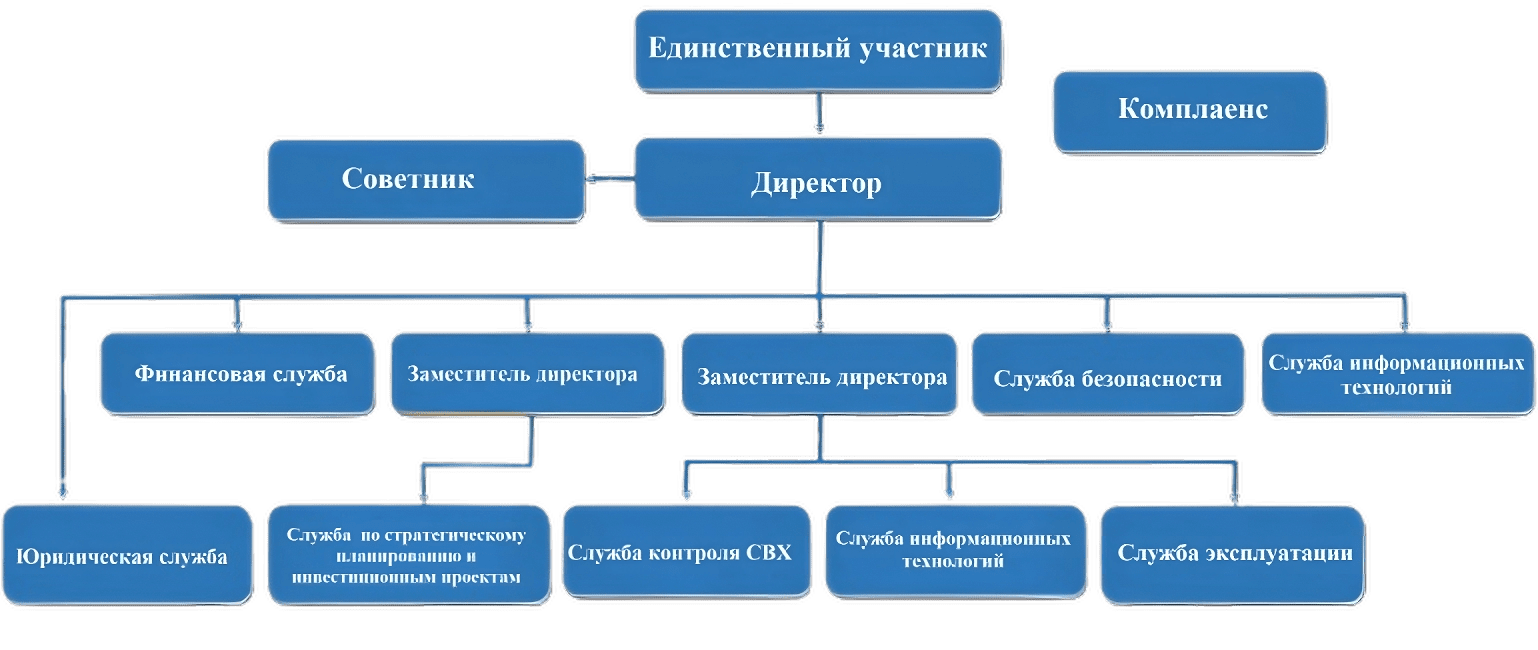 Единственный участник
Комплаенс
Советник
Директор
Финансовая служба
Заместитель директора
Заместитель директора
Служба безопасности
Служба информационных
технологий
Юридическая служба
Служба по стратегическому
планированию и
инвестиционным проектам
Служба контроля СВХ
Служба информационных
технологий
Служба эксплуатации